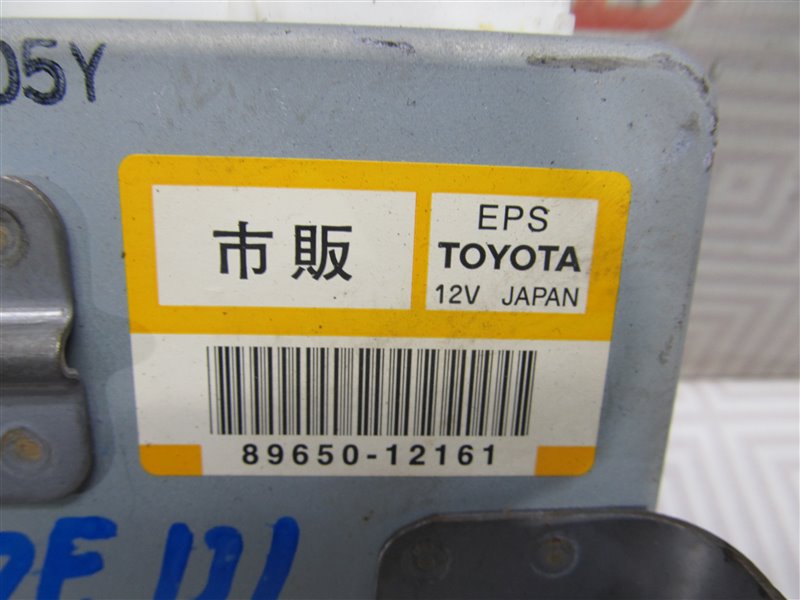 05Y
市販
EPS
TOYOTA
12V JAPAN
89650-12161